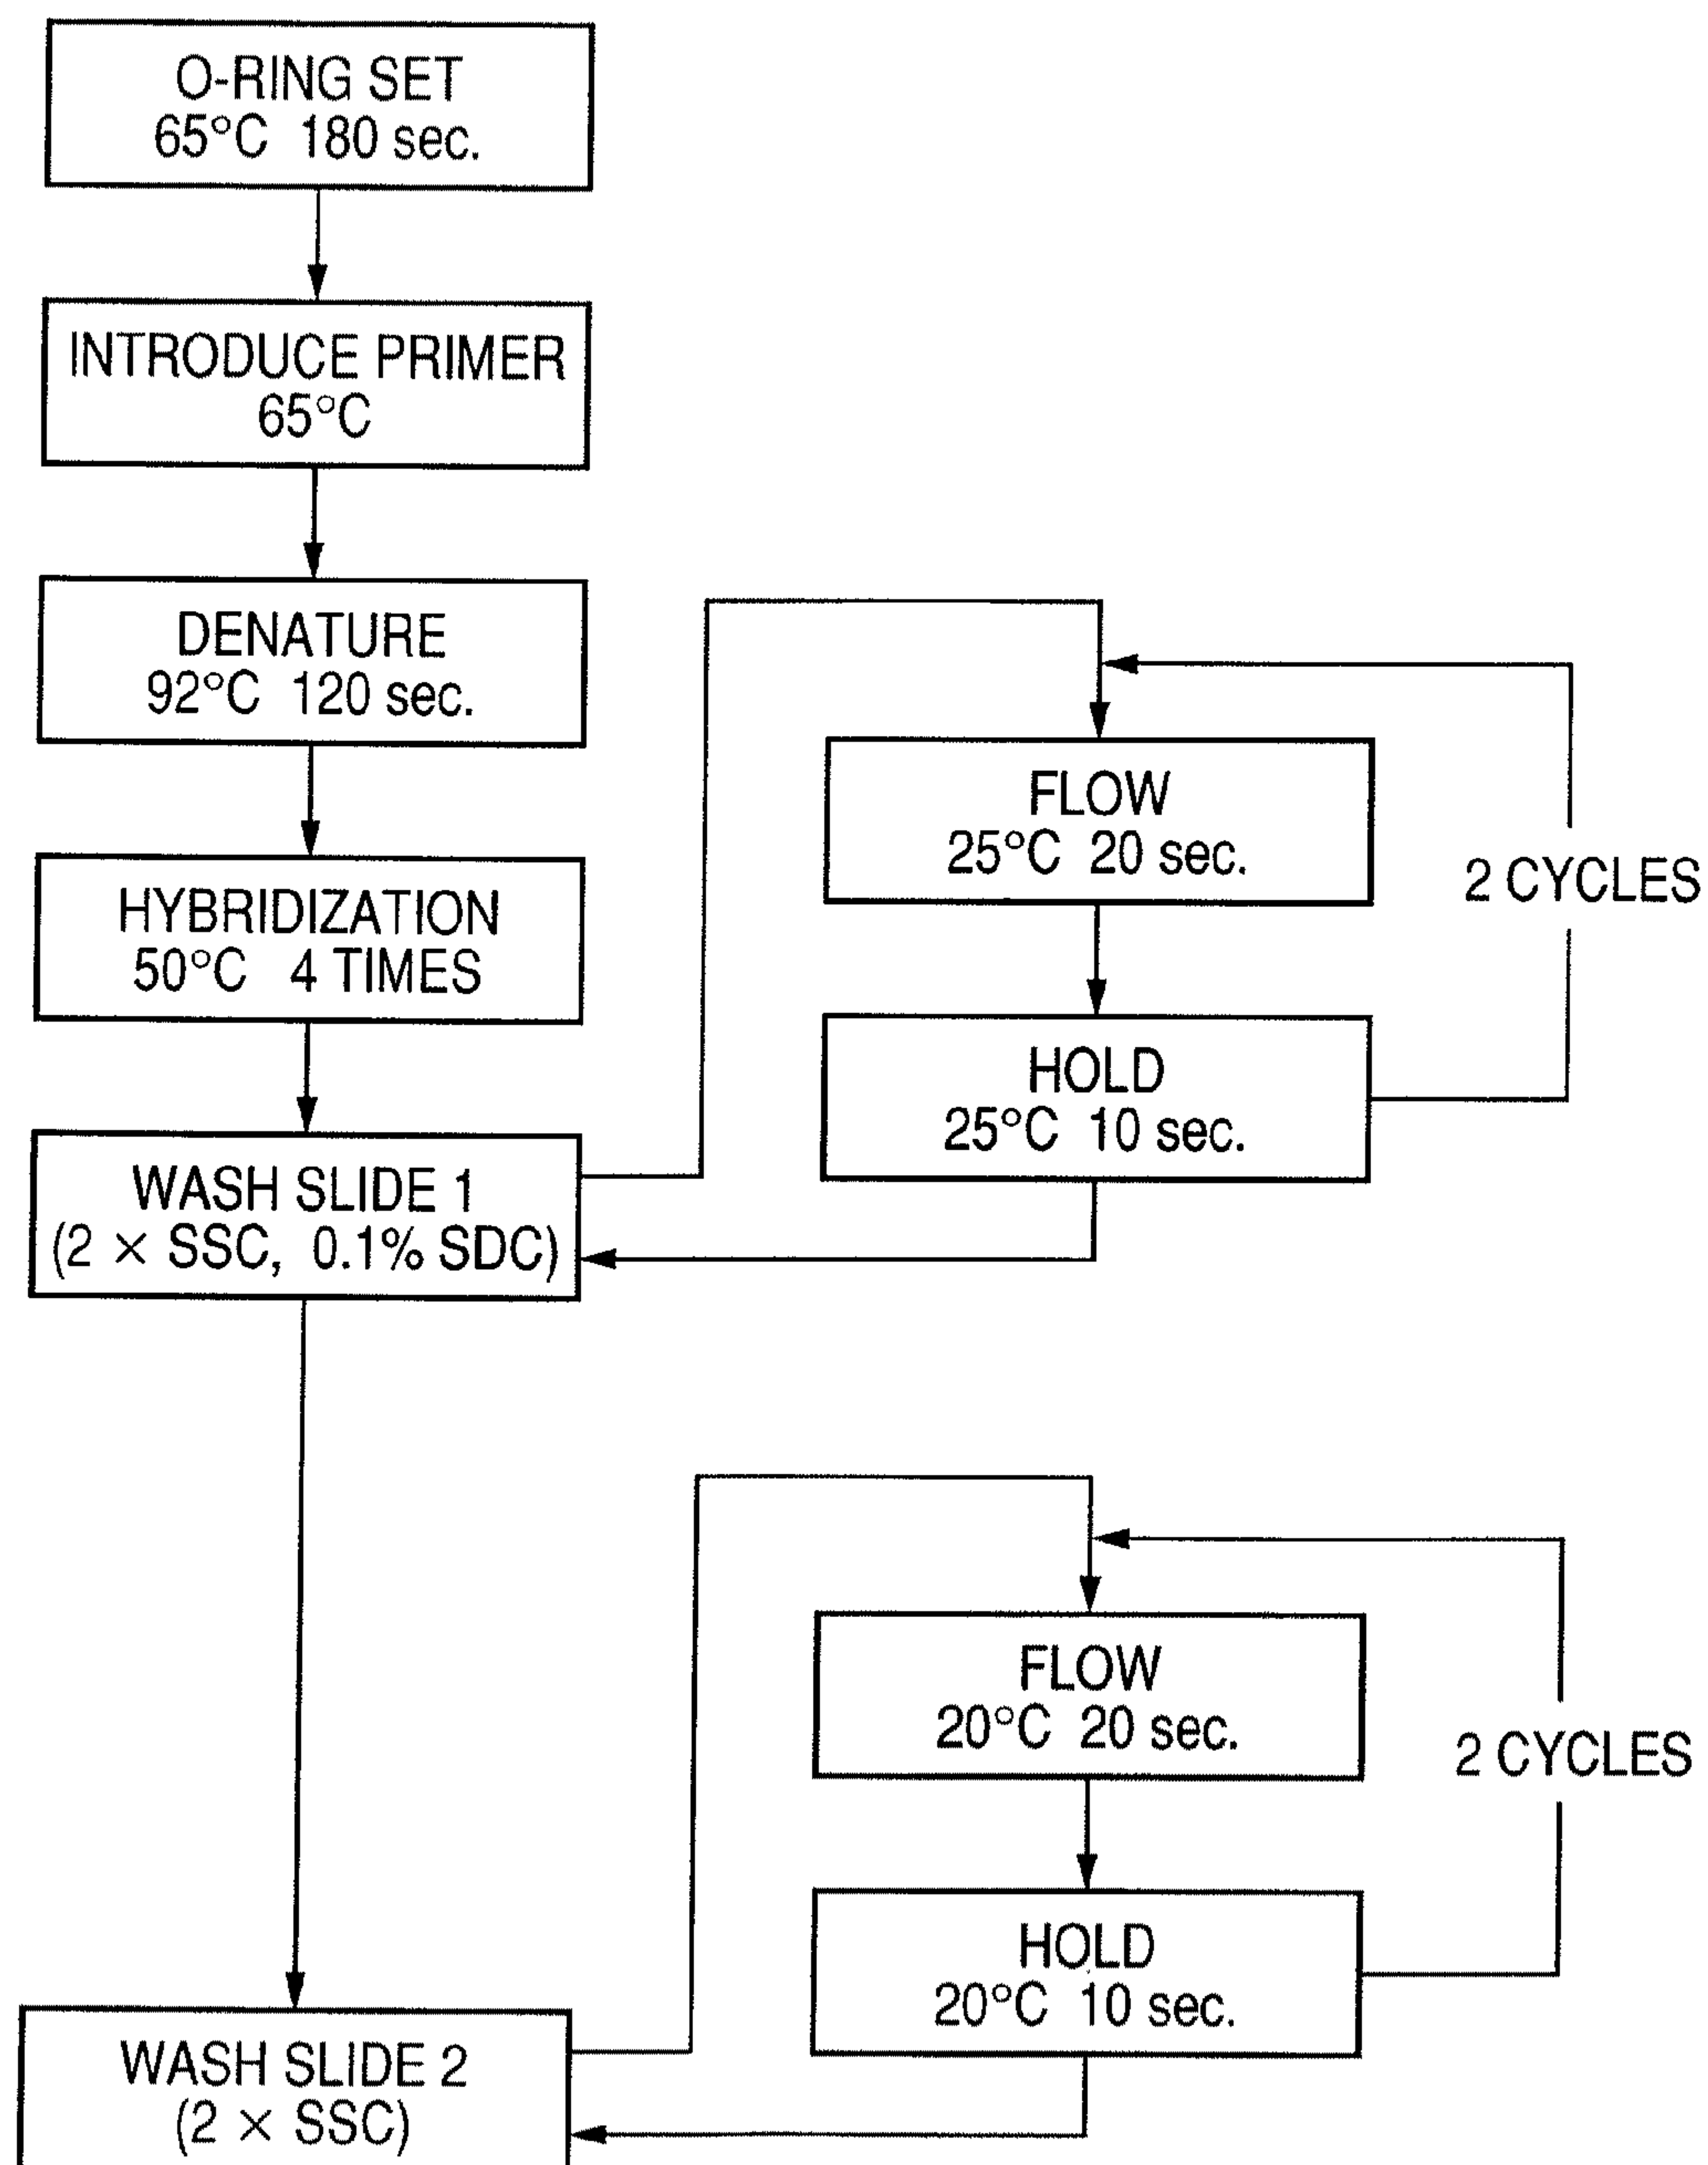 O-RING SET
65°C 180 sec.
INTRODUCE PRIMER
65°C
DENATURE
92°C 120 sec.
HYBRIDIZATION
50°C 4 TIMES
WASH SLIDE 1
(2 × SSC, 0.1% SDC)
FLOW
25°C 20 sec.
HOLD
25°C 10 sec.
2 CYCLES
WASH SLIDE 2
(2 × SSC)
FLOW
20°C 20 sec.
HOLD
20°C 10 sec.
2 CYCLES